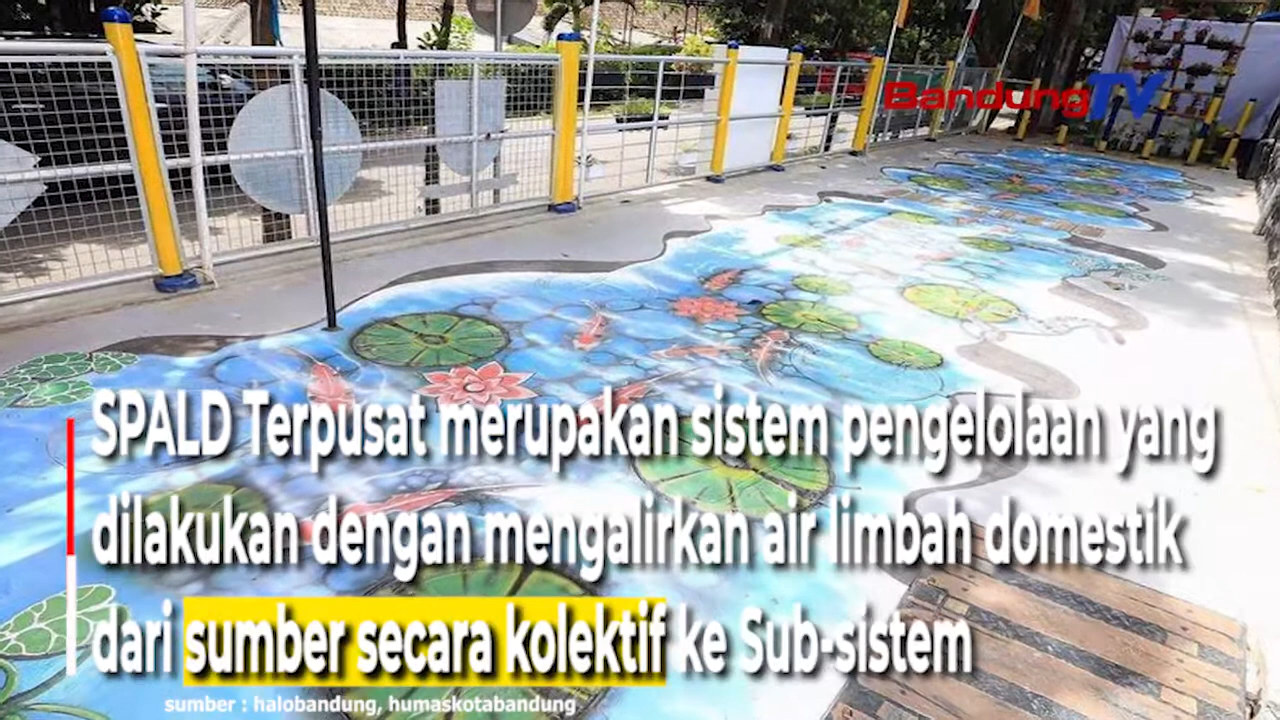 BandungTV
SPALD Terpusat merupakan sistem pengelolaan yang
dilakukan dengan mengalirkan air limbah domestik
dari sumber secara kolektif ke Sub-sistem
sumber : halobandung, humaskotabandung